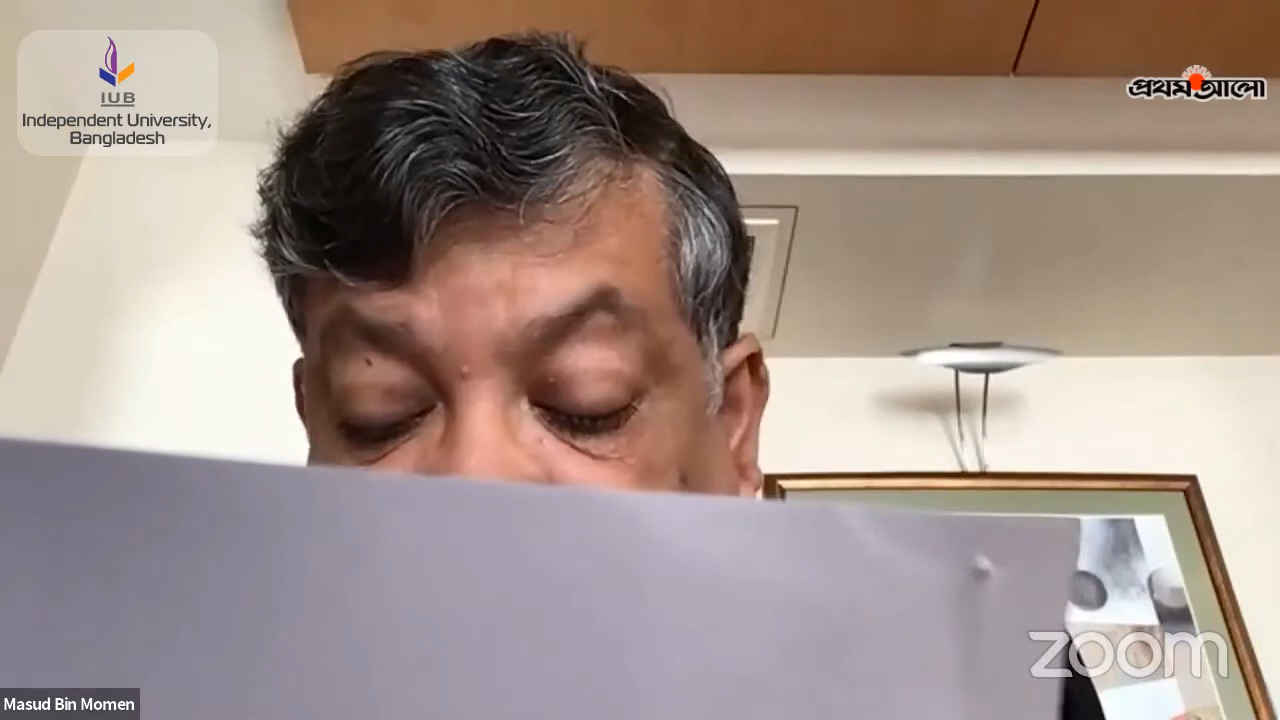 IUB
Independent University,
Bangladesh
প্রথম আলো
zoom
Masud Bin Momen